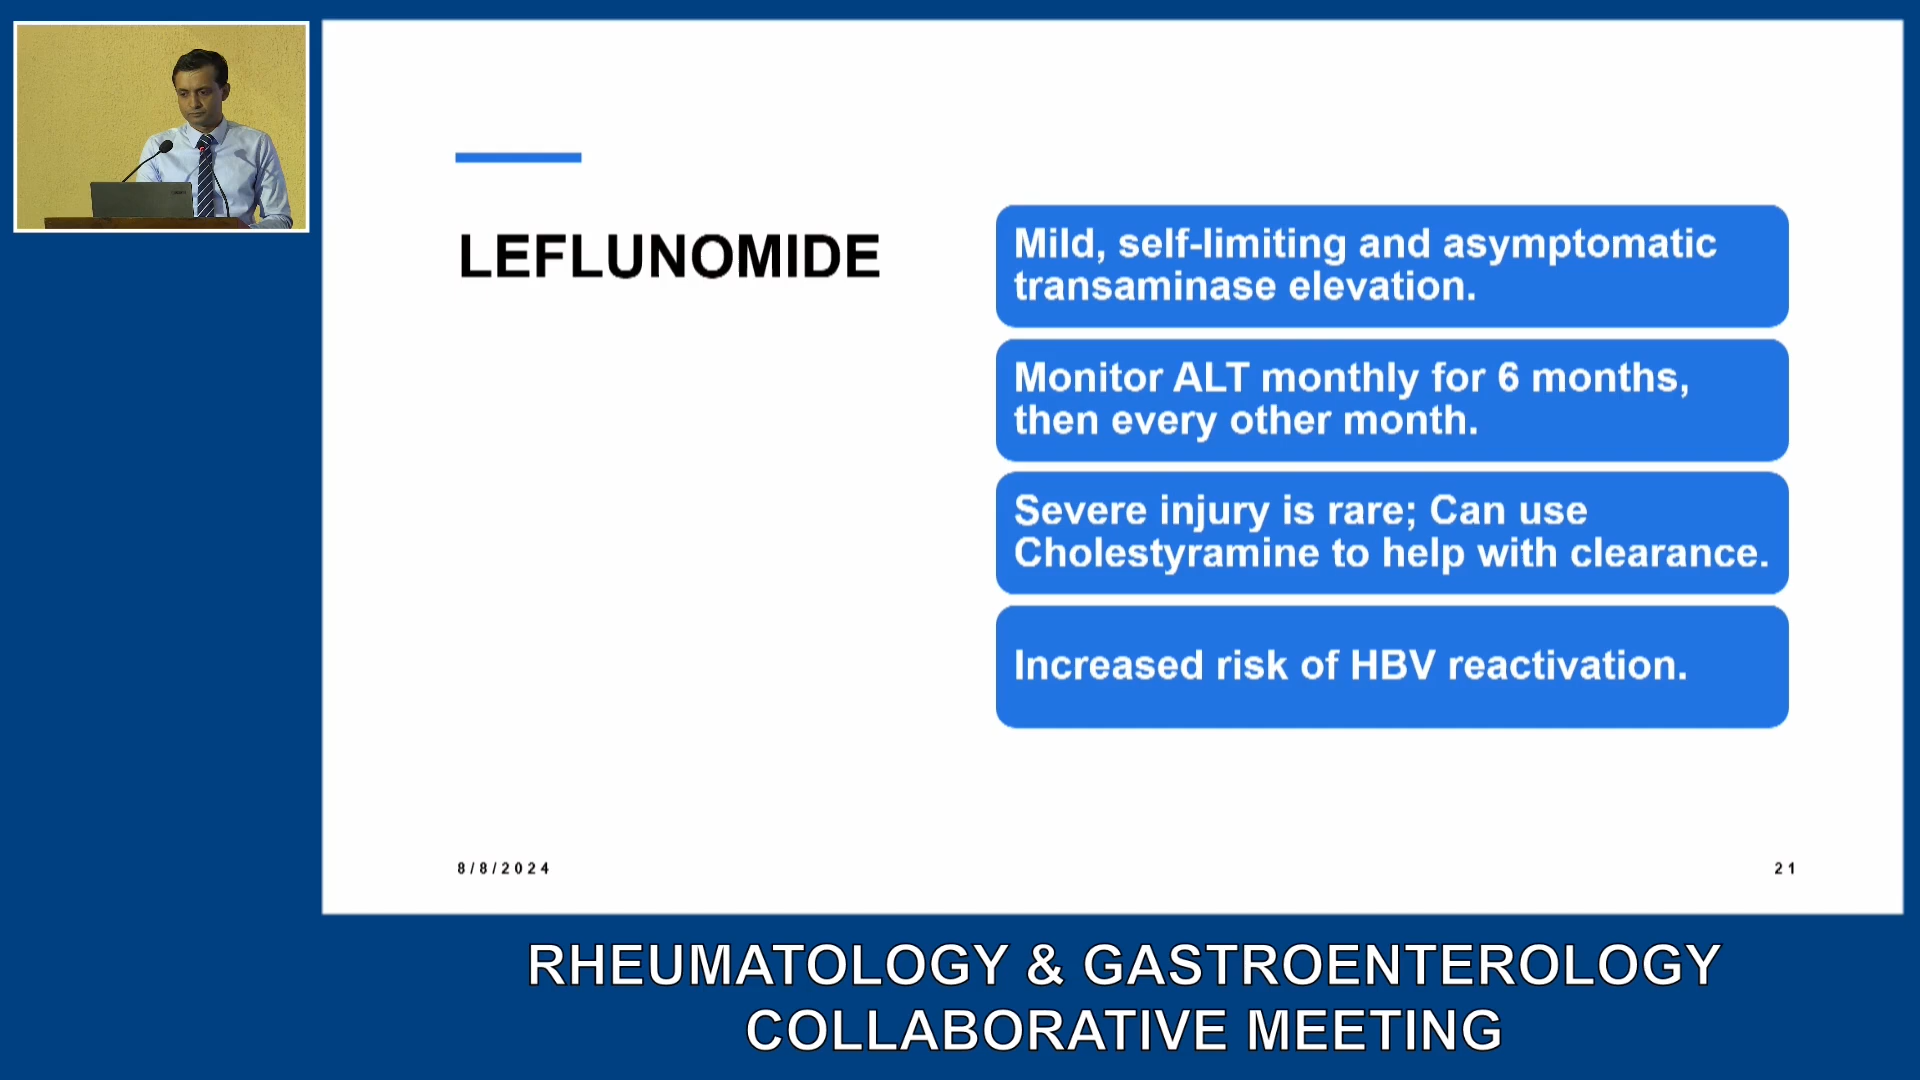 LEFLUNOMIDE
Mild, self-limiting and asymptomatic
transaminase elevation.
Monitor ALT monthly for 6 months,
then every other month.
Severe injury is rare; Can use
Cholestyramine to help with clearance.
Increased risk of HBV reactivation.
8/8/2024
21
RHEUMATOLOGY & GASTROENTEROLOGY
COLLABORATIVE MEETING